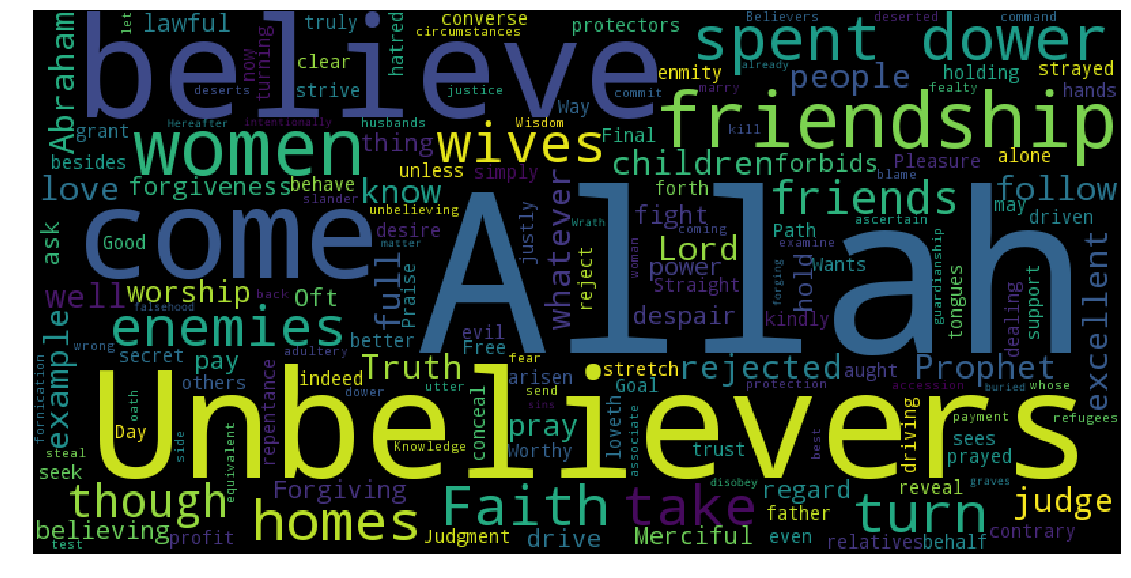 believe
spent dower
friendship
women
wives
come
Allah
Unbelievers
enemies
friends
children
forbids
people
Abraham
lawful
truly
converse
circumstances
protectors
Believers
deserted
command
let
now
turning
clear
hatred
already
enmity
holding
strayed
deserts
strive
justice
commit
marry
fealty
hands
grant
Hereafter
intentionally
husbands
Wisdom
Way
Final
kill
besides
thing
unless
simply
Pleasure
alone
blame
love
forgiveness
behave
know
forth
follow
slander
unbelieving
desire
fight
ascertain
may
driven
ask
Good
matter
justly
whatever
Wrath
coming
examine
Path
Lord
reject
woman
power
Straight
Wants
hold
guardianship
tongues
dealing
support
excellent
well
worship
back
Oft
full
Praise
falsehood
despair
forging
kindly
example
wrong
secret
adultery
better
evil
Free
fear
pay
others
Truth
arisen
stretch
rejected
aught
Prophet
indeed
dower
utter
send
Goal
protection
accession
buried
whose
fornication
oath
Day
side
repentance
sins
conceal
pray
loveth
associate
best
driving
payment
refugees
steal
equivalent
Knowledge
Worthy
trust
sees
prayed
seek
though
Forgiving
Faith
take
disobey
regard
reveal
graves
judge
believing
test
profit
homes
Judgment
drive
Merciful
father
even
turn
relatives
behalf
contrary